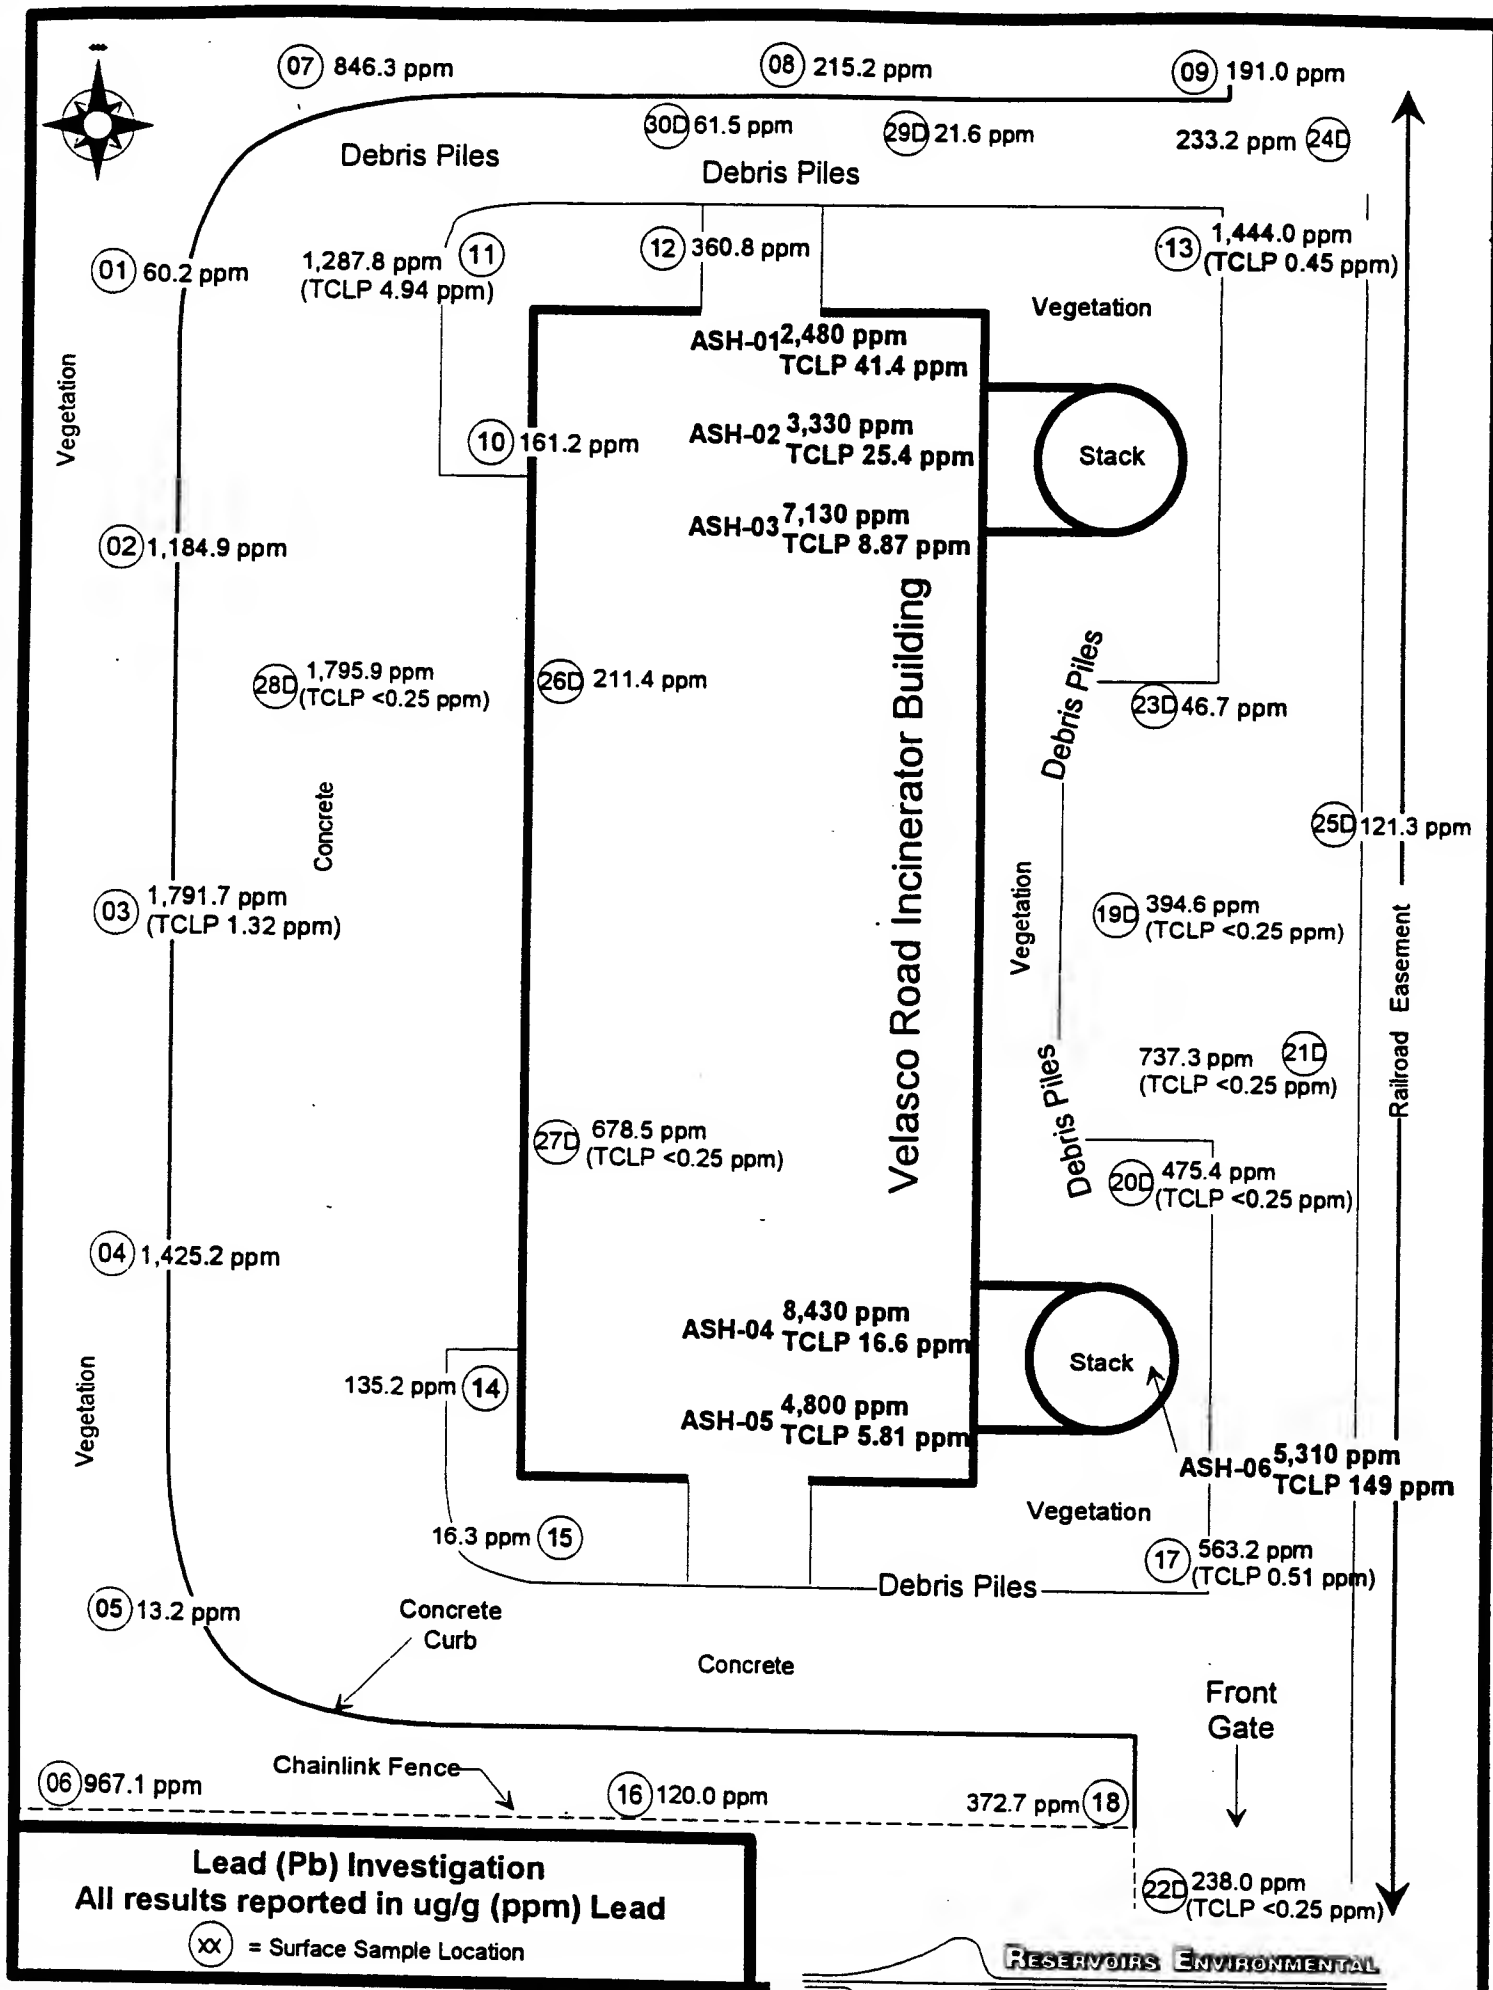 07 846.3 ppm
08 215.2 ppm
09 191.0 ppm
30D 61.5 ppm
29D 21.6 ppm
233.2 ppm 24D
Debris Piles
Debris Piles
01 60.2 ppm
1,287.8 ppm 11
(TCLP 4.94 ppm)
12 360.8 ppm
13 1,444.0 ppm
(TCLP 0.45 ppm)
Vegetation
Vegetation
ASH-01 2,480 ppm
TCLP 41.4 ppm
10 161.2 ppm
ASH-02 3,330 ppm
TCLP 25.4 ppm
Stack
ASH-03 7,130 ppm
TCLP 8.87 ppm
02 1,184.9 ppm
28D 1,795.9 ppm
(TCLP <0.25 ppm)
26D 211.4 ppm
Velasco Road Incinerator Building
Debris Piles
23D 46.7 ppm
Concrete
25D 121.3 ppm
03 1,791.7 ppm
(TCLP 1.32 ppm)
Vegetation
19D 394.6 ppm
(TCLP <0.25 ppm)
Railroad Easement
737.3 ppm 21D
(TCLP <0.25 ppm)
Debris Piles
27D 678.5 ppm
(TCLP <0.25 ppm)
20D 475.4 ppm
(TCLP <0.25 ppm)
04 1,425.2 ppm
ASH-04 8,430 ppm
TCLP 16.6 ppm
Stack
Vegetation
135.2 ppm 14
ASH-05 4,800 ppm
TCLP 5.81 ppm
ASH-06 5,310 ppm
TCLP 149 ppm
Vegetation
16.3 ppm 15
17 563.2 ppm
(TCLP 0.51 ppm)
Debris Piles
05 13.2 ppm
Concrete
Curb
Concrete
Front
Gate
Chainlink Fence
06 967.1 ppm
16 120.0 ppm
372.7 ppm 18
22D 238.0 ppm
(TCLP <0.25 ppm)
Lead (Pb) Investigation
All results reported in ug/g (ppm) Lead
XX = Surface Sample Location
RESERVOIRS ENVIRONMENTAL